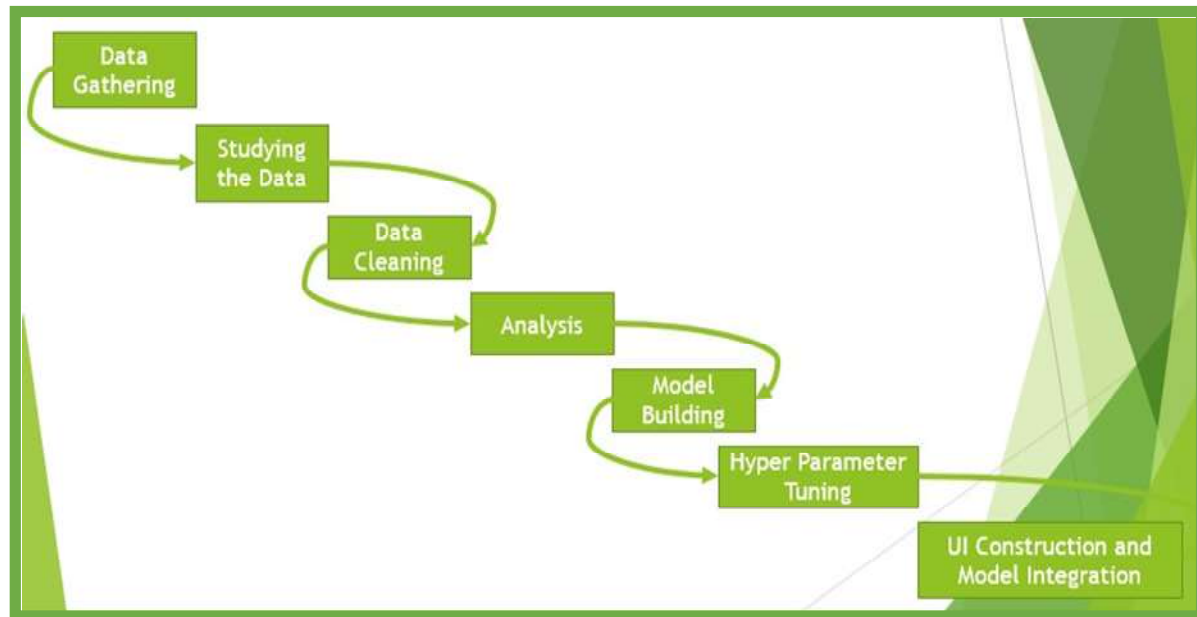 Data
Gathering
Studying
the Data
Data
Cleaning
Analysis
Model
Building
Hyper Parameter
Tuning
UI Construction and
Model Integration